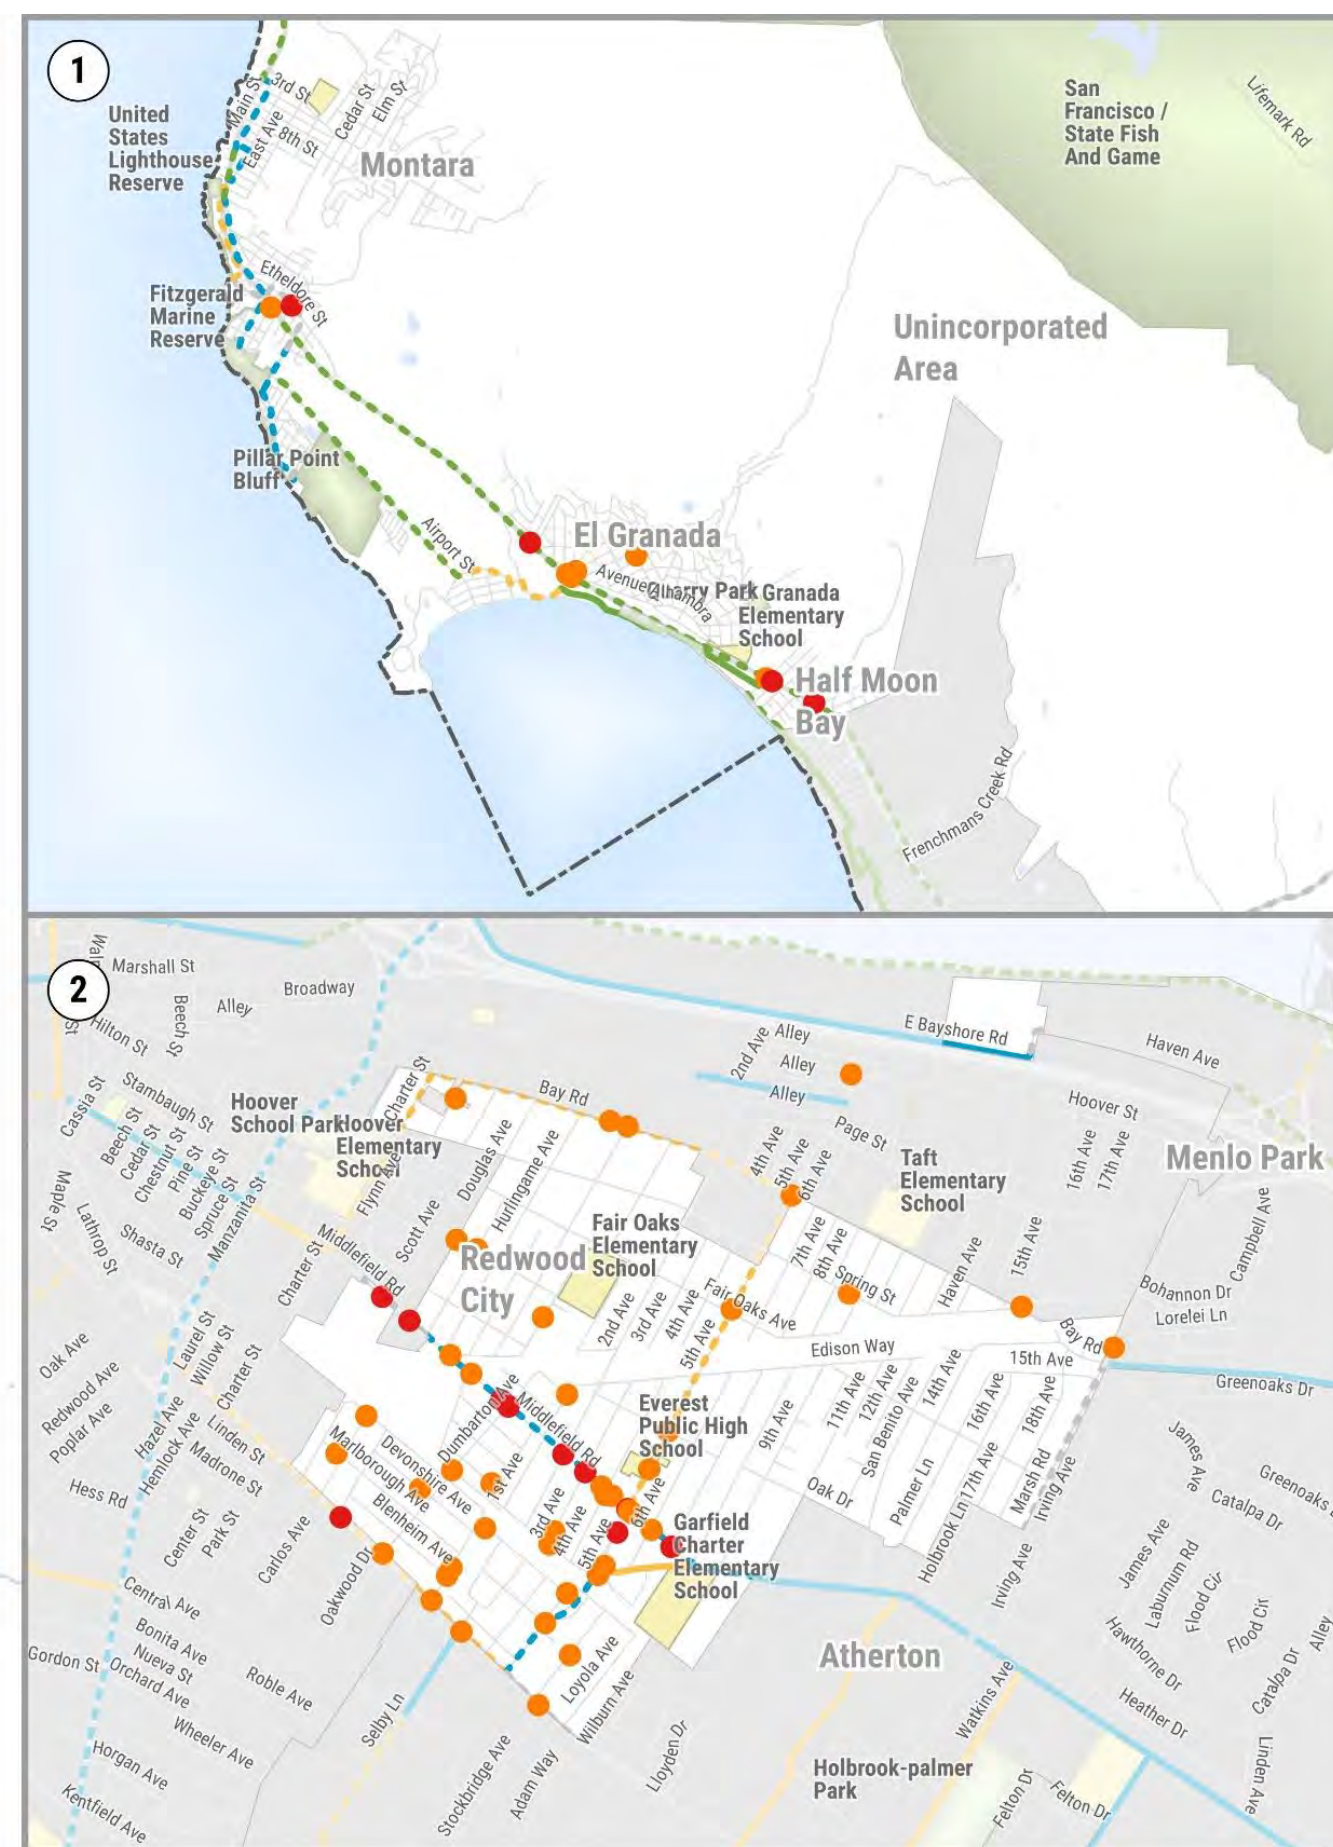 1
United
States
Lighthouse
Reserve
Main St
3rd St
East Ave
8th St
Cedar St
Elm St
Montara
San
Francisco /
State Fish
And Game
Lifemark Rd
Etheldore St
Fitzgerald
Marine
Reserve
Unincorporated
Area
Pillar Point
Bluff
Airport St
El Granada
Avenue Alhambra
Quarry Park
Granada
Elementary
School
Half Moon
Bay
Frenchmans Creek Rd
2
Marshall St
Beech St
Alley
Broadway
Hilton St
St
Stambaugh St
Cassia St
Beech St
Cedar St
Chestnut St
Pine St
Buckeye St
Spruce St
Manzanita St
Maple St
Lathrop St
Shasta St
Hoover
School Park
Hoover
Elementary
School
Charter St
Flynn Ave
Bay Rd
Douglas Ave
Hurlingame Ave
Scott Ave
Middlefield Rd
Charter St
2nd Ave
Alley
Alley
Alley
E Bayshore Rd
Haven Ave
Hoover St
Page St
4th Ave
5th Ave
6th Ave
Taft
Elementary
School
16th Ave
17th Ave
Menlo Park
Campbell Ave
Fair Oaks
Elementary
School
Redwood
City
7th Ave
8th Ave
Spring St
Haven Ave
15th Ave
Bohannon Dr
Lorelei Ln
Fair Oaks Ave
2nd Ave
3rd Ave
4th Ave
5th Ave
Edison Way
Bay Rd
15th Ave
Greenoaks Dr
Oak Ave
Redwood Ave
Poplar Ave
Laurel St
Willow St
Charter St
Hazel Ave
Hemlock Ave
Linden St
Madrone St
Hess Rd
Center St
Park St
Carlos Ave
Dumbarton Ave
Middlefield Rd
Everest
Public High
School
9th Ave
11th Ave
12th Ave
San Benito Ave
14th Ave
16th Ave
18th Ave
Marlborough Ave
Devonshire Ave
Blenheim Ave
1st Ave
3rd Ave
4th Ave
5th Ave
6th Ave
Oak Dr
Palmer Ln
Holbrook Ln
17th Ave
Marsh Rd
Irving Ave
Irving Ave
James Ave
Greenoaks
Catalpa Dr
James Ave
Laburnum Rd
Flood Cir
Flood Cir
Alley
Garfield
Charter
Elementary
School
Oakwood Dr
Central Ave
Bonita Ave
Nueva St
Orchard Ave
Gordon St
Roble Ave
Wheeler Ave
Horgan Ave
Kentfield Ave
Selby Ln
Loyola Ave
Wilburn Ave
Stockbridge Ave
Adam Way
Lloyden Dr
Atherton
Watkins Ave
Hawthorne Dr
Heather Dr
Catalpa Dr
Linden Ave
Holbrook-palmer
Park
Felton Dr
Felton Dr